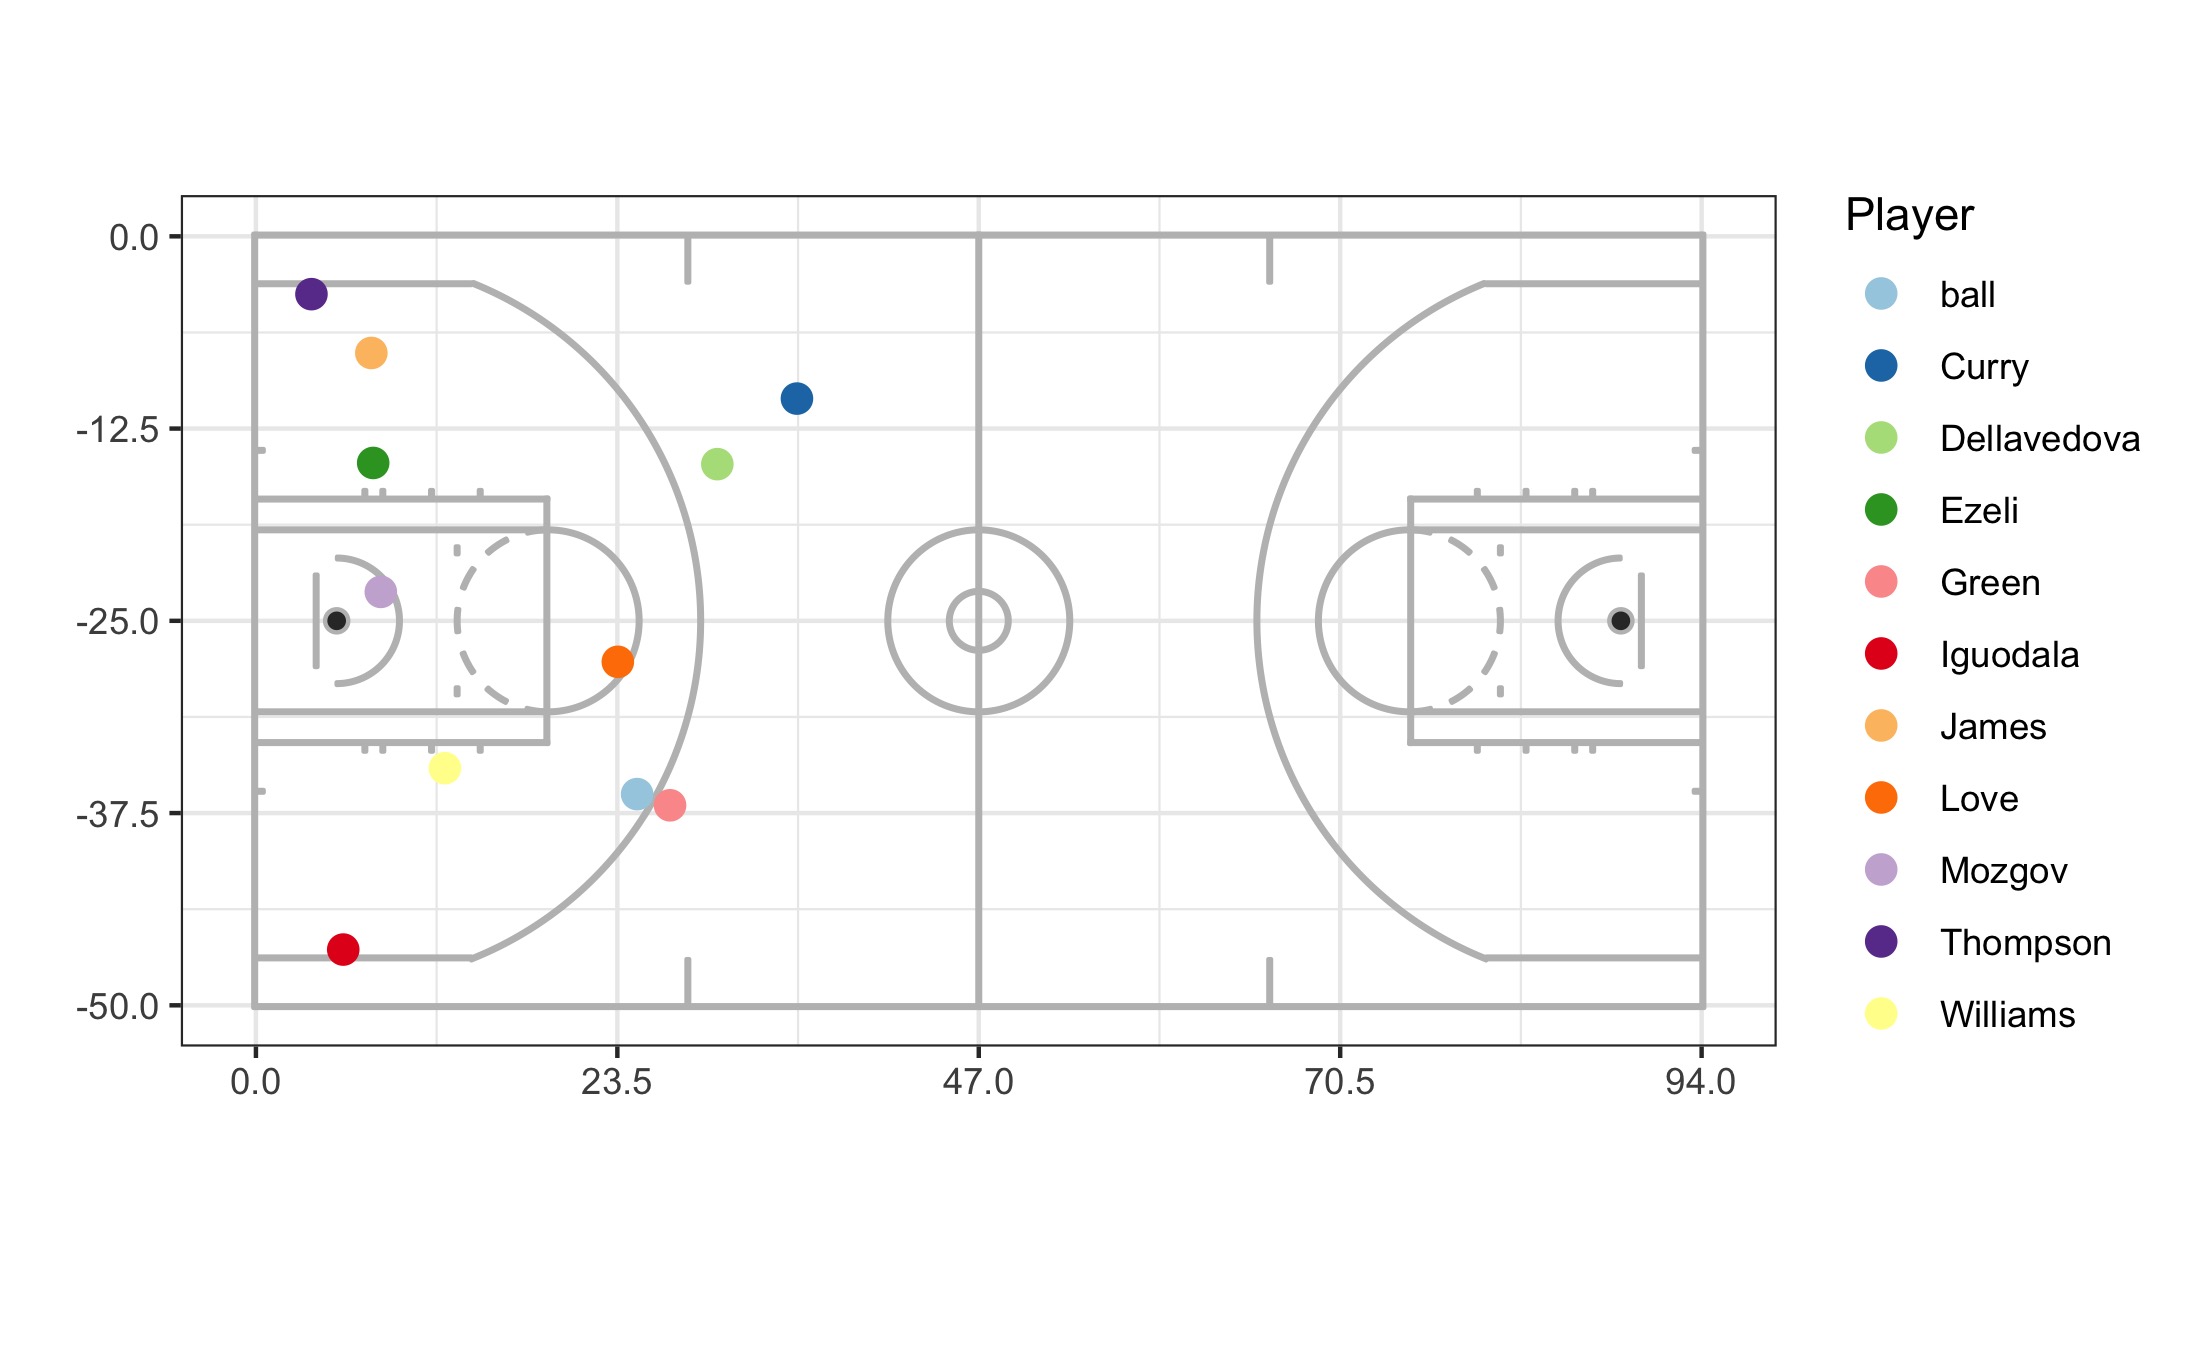 Player
ball
Curry
Dellavedova
Ezeli
Green
Iguodala
James
Love
Mozgov
Thompson
Williams
0.0
-12.5
-25.0
-37.5
-50.0
0.0 23.5 47.0 70.5 94.0